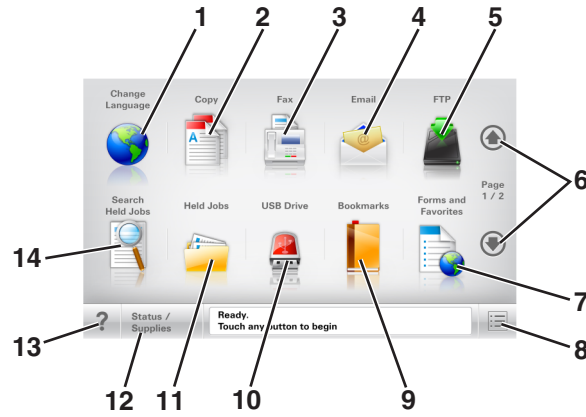 1
2
3
4
5
Change
Language
Copy
Fax
Email
FTP
A
@
6
Page
1 / 2
Search
Held Jobs
Held Jobs
USB Drive
Bookmarks
Forms and
Favorites
14
7
?
Status /
Supplies
Ready.
Touch any button to begin
13
12
11
10
9
8